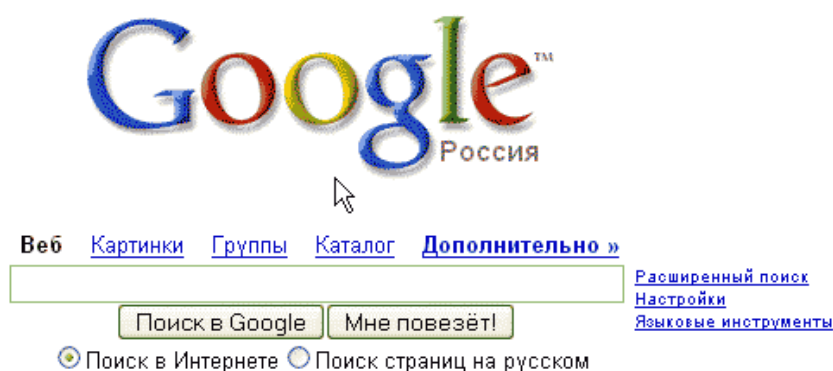 Google™
Россия
Веб Картинки Группы Каталог Дополнительно »
Расширенный поиск
Настройки
Языковые инструменты
Поиск в Google Мне повезёт!
Поиск в Интернете Поиск страниц на русском